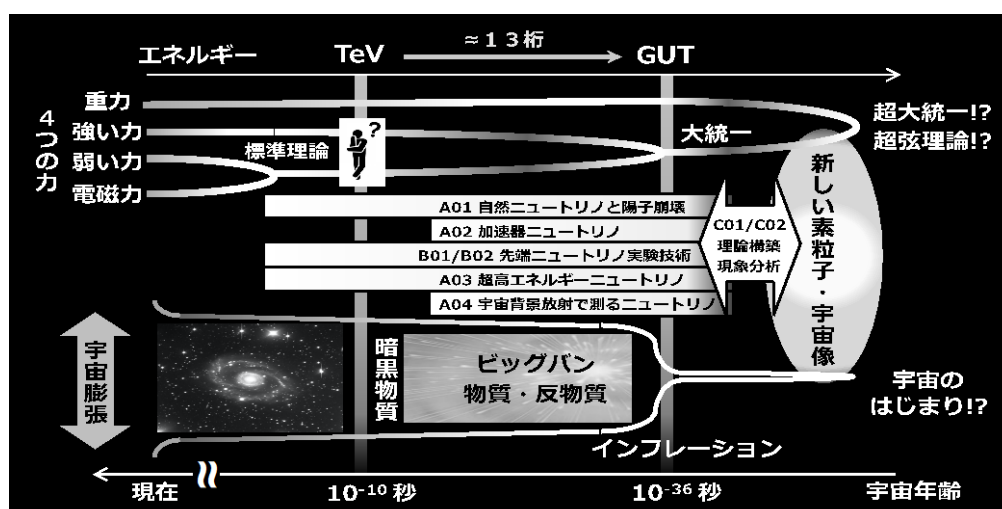 エネルギー
TeV
≈13桁
GUT
4つの力
重力
強い力
弱い力
電磁力
標準理論
?
大統一
超大統一!?
超弦理論!?
新しい素粒子・宇宙像
A01 自然ニュートリノと陽子崩壊
A02 加速器ニュートリノ
B01/B02 先端ニュートリノ実験技術
A03 超高エネルギーニュートリノ
A04 宇宙背景放射で測るニュートリノ
C01/C02
理論構築
現象分析
宇宙膨張
暗黒物質
ビッグバン
物質・反物質
インフレーション
宇宙の
はじまり!?
現在
10-10 秒
10-36 秒
宇宙年齢